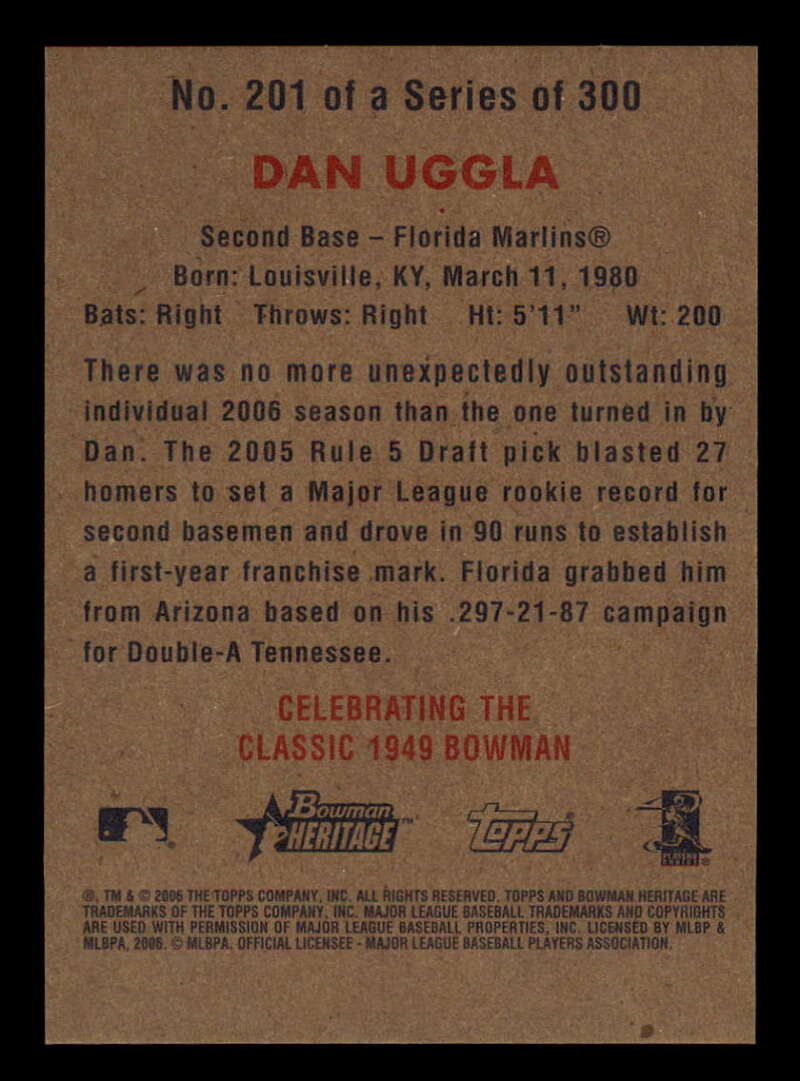 No. 201 of a Series of 300
DAN UGGLA
Second Base – Florida Marlins®
Born: Louisville, KY, March 11, 1980
Bats: Right Throws: Right Ht: 5'11" Wt: 200
There was no more unexpectedly outstanding
individual 2006 season than the one turned in by
Dan. The 2005 Rule 5 Draft pick blasted 27
homers to set a Major League rookie record for
second basemen and drove in 90 runs to establish
a first-year franchise mark. Florida grabbed him
from Arizona based on his .297-21-87 campaign
for Double-A Tennessee.
CELEBRATING THE
CLASSIC 1949 BOWMAN
Bowman
HERITAGE™
Topps®
®, TM & © 2006 THE TOPPS COMPANY, INC. ALL RIGHTS RESERVED. TOPPS AND BOWMAN HERITAGE ARE
TRADEMARKS OF THE TOPPS COMPANY, INC. MAJOR LEAGUE BASEBALL TRADEMARKS AND COPYRIGHTS
ARE USED WITH PERMISSION OF MAJOR LEAGUE BASEBALL PROPERTIES, INC. LICENSED BY MLBP &
MLBPA, 2006. © MLBPA. OFFICIAL LICENSEE - MAJOR LEAGUE BASEBALL PLAYERS ASSOCIATION.